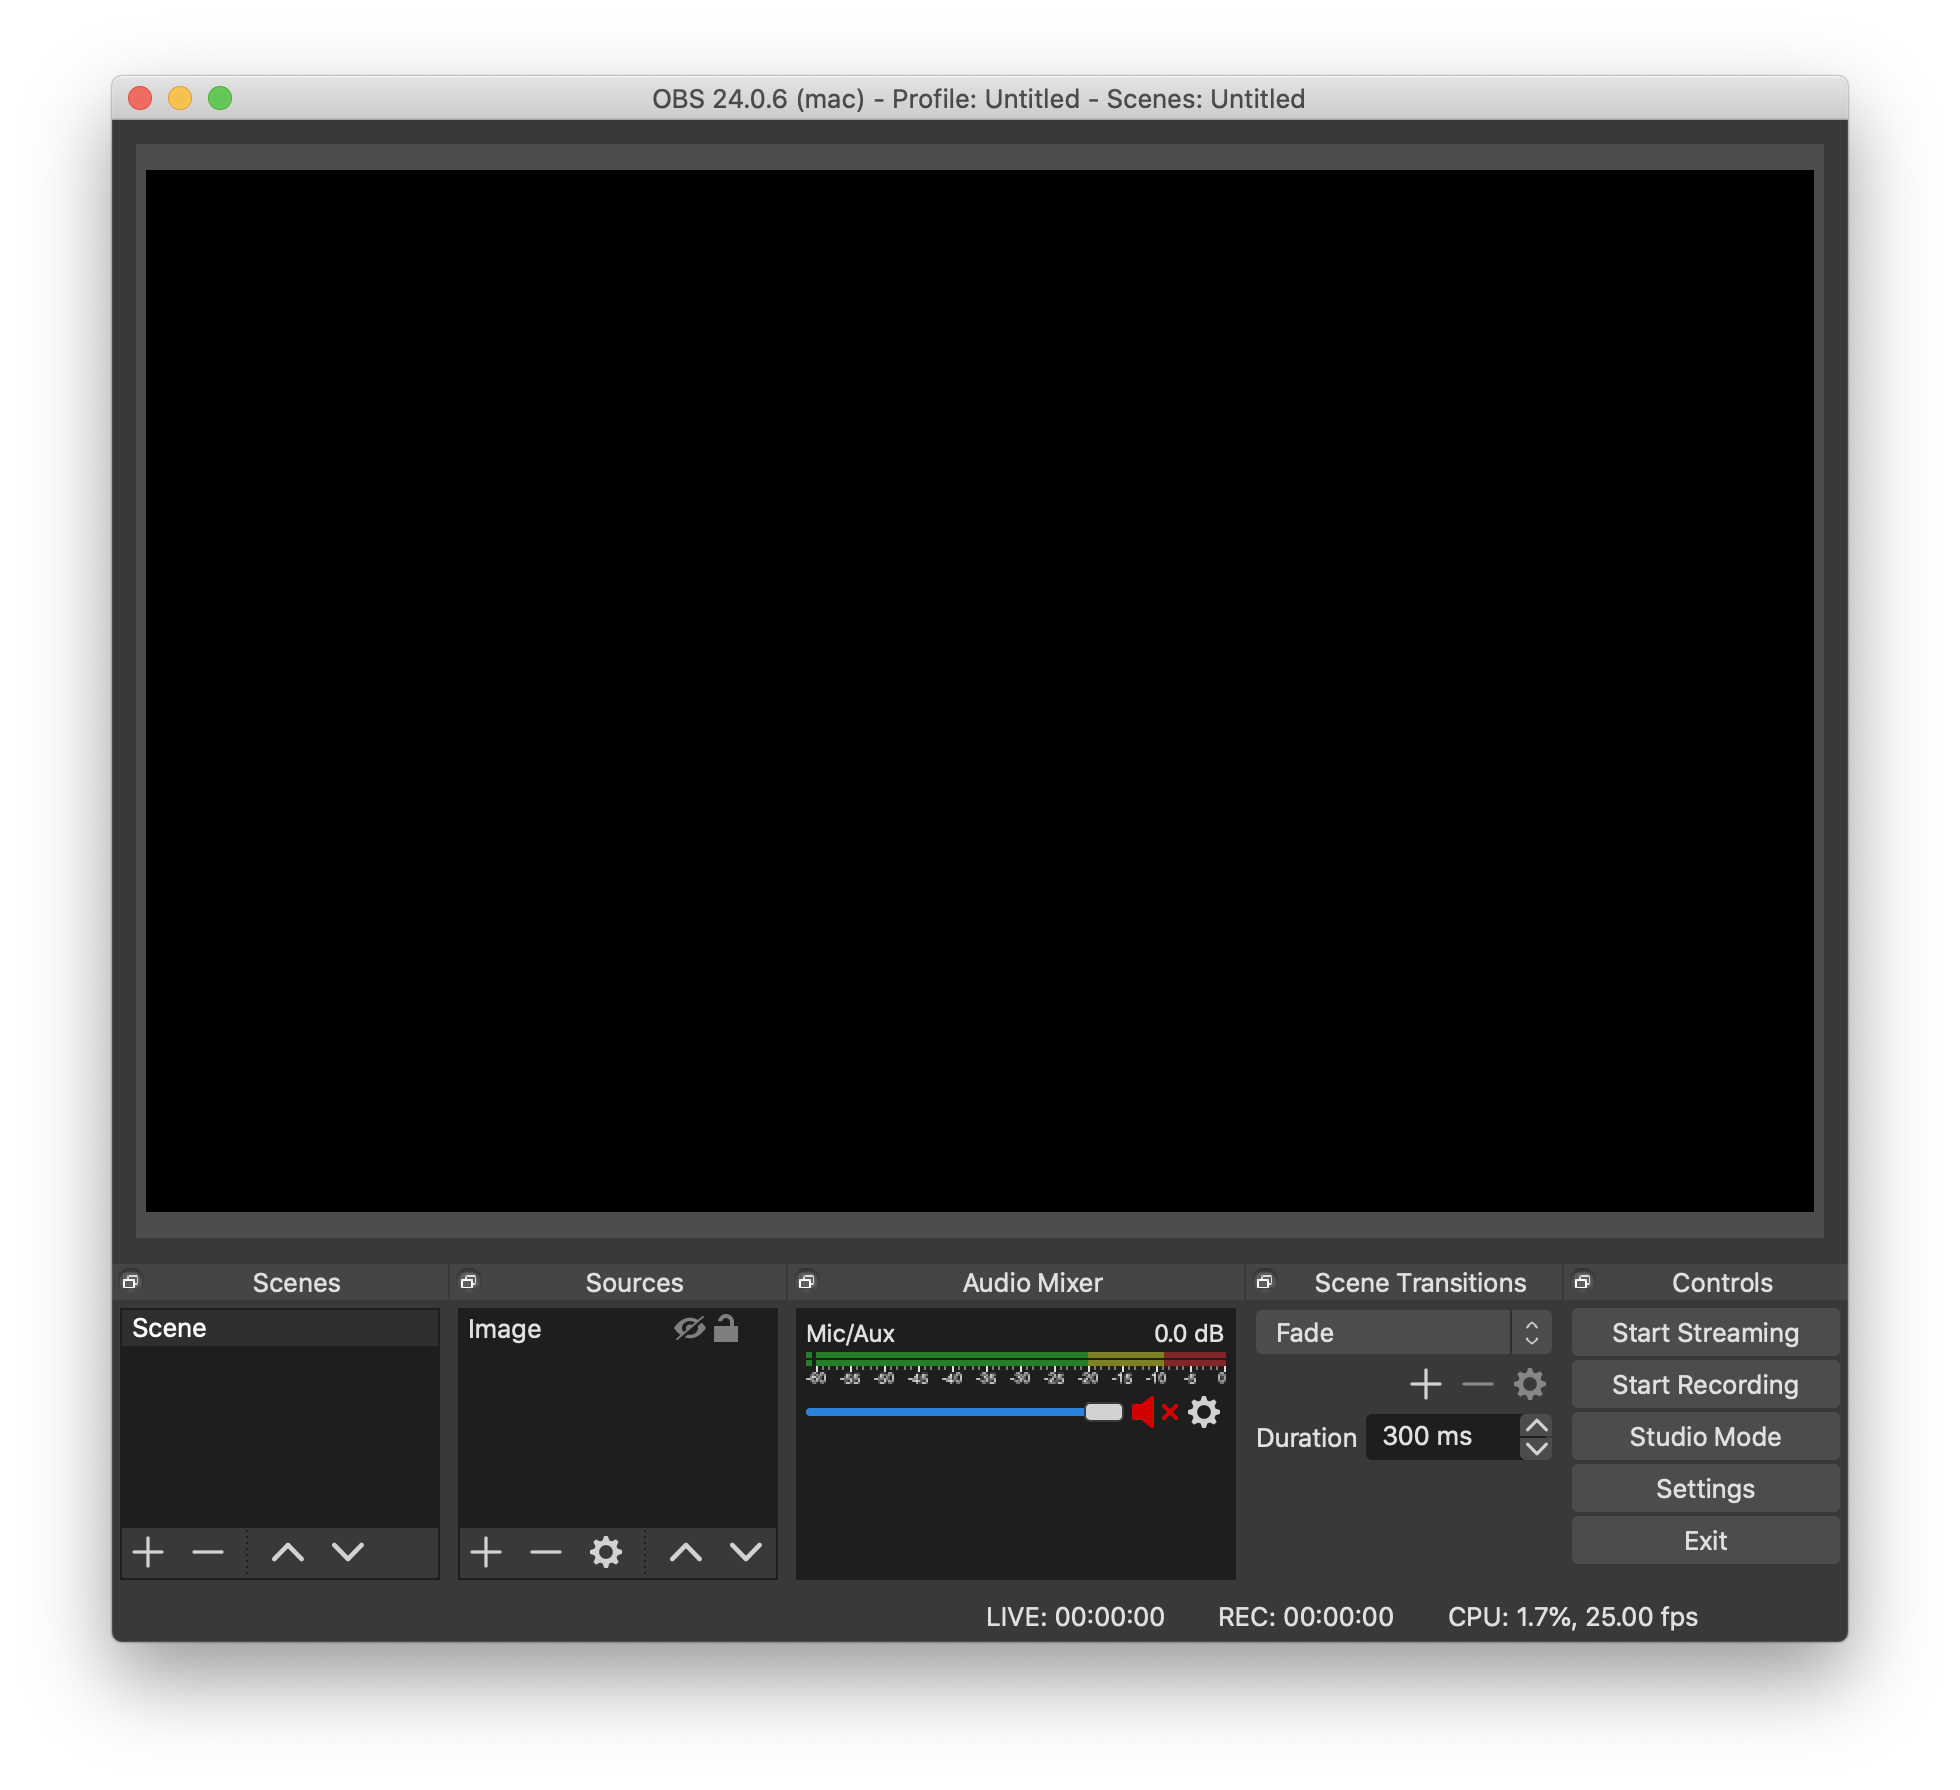 OBS 24.0.6 (mac) - Profile: Untitled - Scenes: Untitled
Scenes
Sources
Audio Mixer
Scene Transitions
Controls
Scene
Image
Mic/Aux 0.0 dB
-60 -55 -50 -45 -40 -35 -30 -25 -20 -15 -10 -5 0
Fade
Duration 300 ms
Start Streaming
Start Recording
Studio Mode
Settings
Exit
LIVE: 00:00:00 REC: 00:00:00 CPU: 1.7%, 25.00 fps